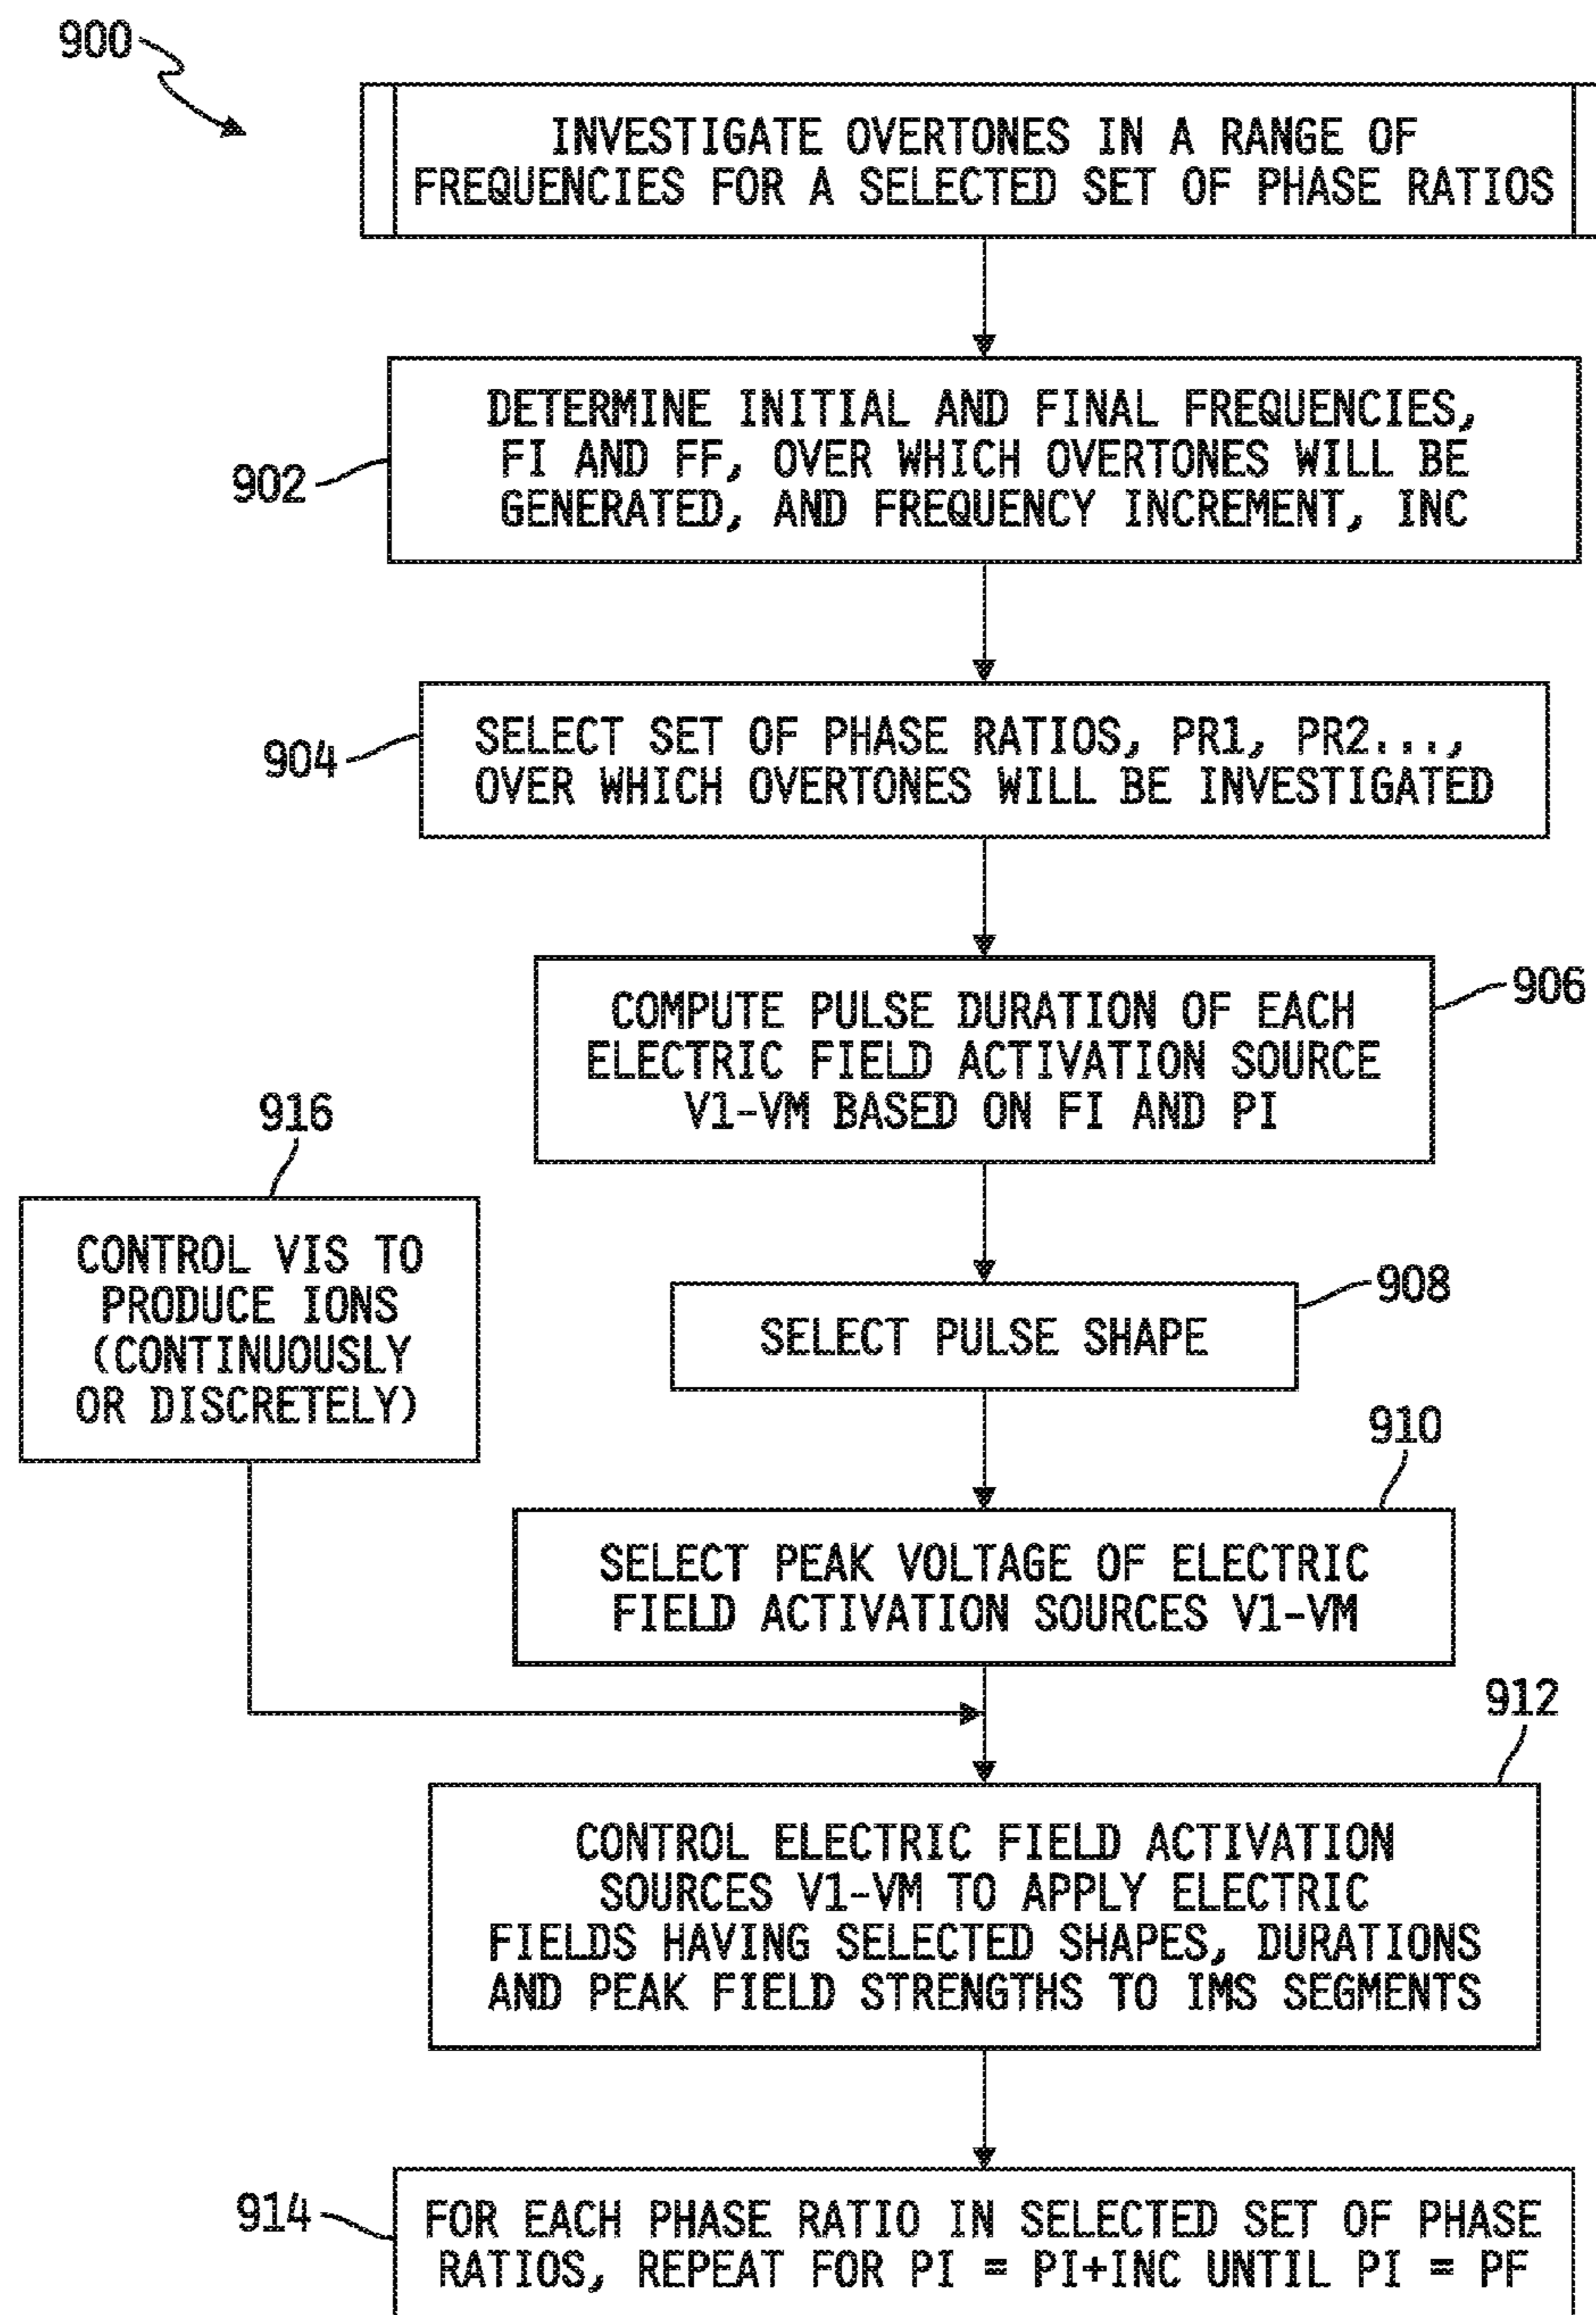 900
INVESTIGATE OVERTONES IN A RANGE OF
FREQUENCIES FOR A SELECTED SET OF PHASE RATIOS
902
DETERMINE INITIAL AND FINAL FREQUENCIES,
FI AND FF, OVER WHICH OVERTONES WILL BE
GENERATED, AND FREQUENCY INCREMENT, INC
904
SELECT SET OF PHASE RATIOS, PR1, PR2...,
OVER WHICH OVERTONES WILL BE INVESTIGATED
906
COMPUTE PULSE DURATION OF EACH
ELECTRIC FIELD ACTIVATION SOURCE
V1-VM BASED ON FI AND PI
916
CONTROL VIS TO
PRODUCE IONS
(CONTINUOUSLY
OR DISCRETELY)
908
SELECT PULSE SHAPE
910
SELECT PEAK VOLTAGE OF ELECTRIC
FIELD ACTIVATION SOURCES V1-VM
912
CONTROL ELECTRIC FIELD ACTIVATION
SOURCES V1-VM TO APPLY ELECTRIC
FIELDS HAVING SELECTED SHAPES, DURATIONS
AND PEAK FIELD STRENGTHS TO IMS SEGMENTS
914
FOR EACH PHASE RATIO IN SELECTED SET OF PHASE
RATIOS, REPEAT FOR PI = PI+INC UNTIL PI = PF